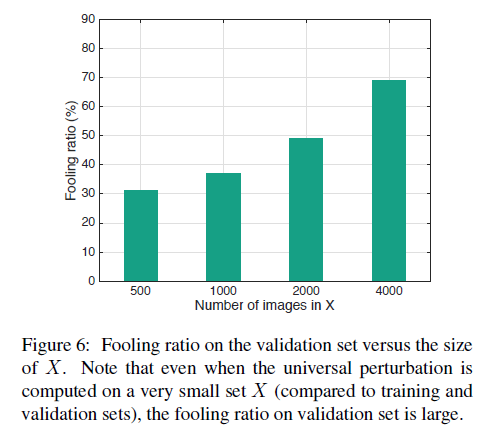 90
80
70
60
50
40
30
20
10
0
Fooling ratio (%)
500 1000 2000 4000
Number of images in X
Figure 6: Fooling ratio on the validation set versus the size
of X. Note that even when the universal perturbation is
computed on a very small set X (compared to training and
validation sets), the fooling ratio on validation set is large.